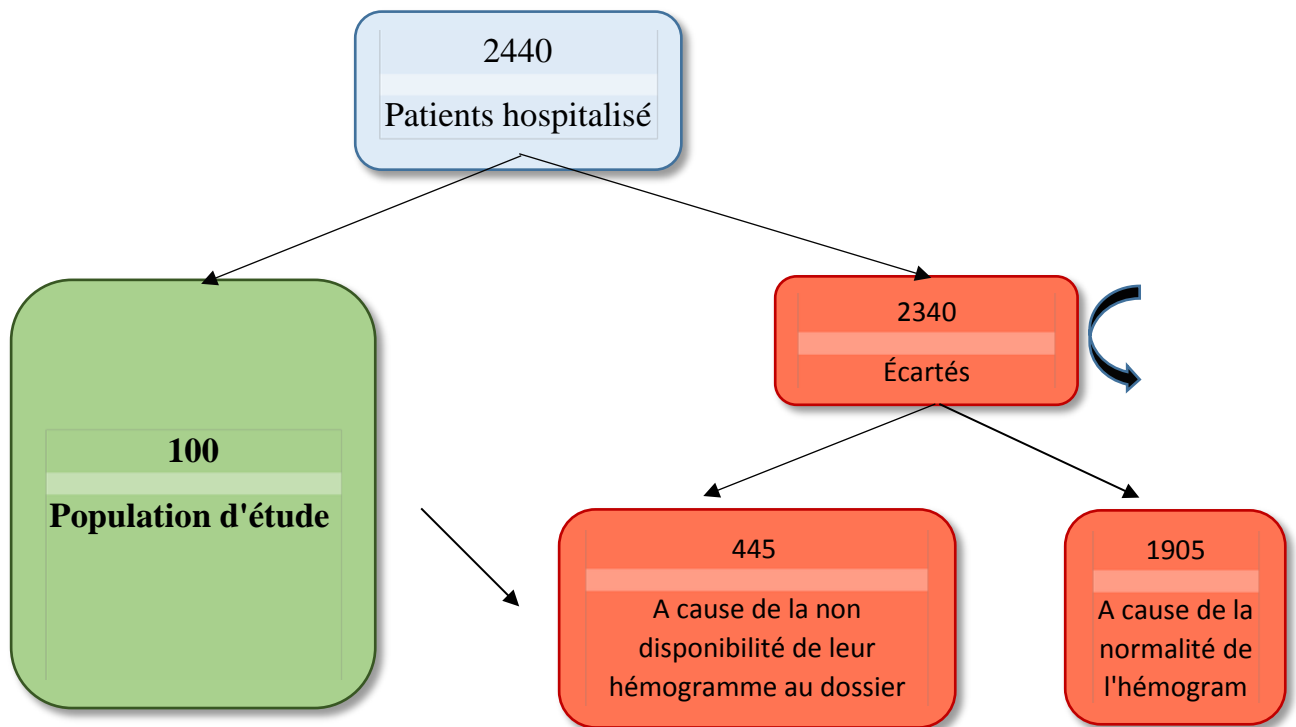 2440
Patients hospitalisé
2340
Écartés
100
Population d'étude
445
A cause de la non
disponibilité de leur
hémogramme au dossier
1905
A cause de la
normalité de
l'hémogram